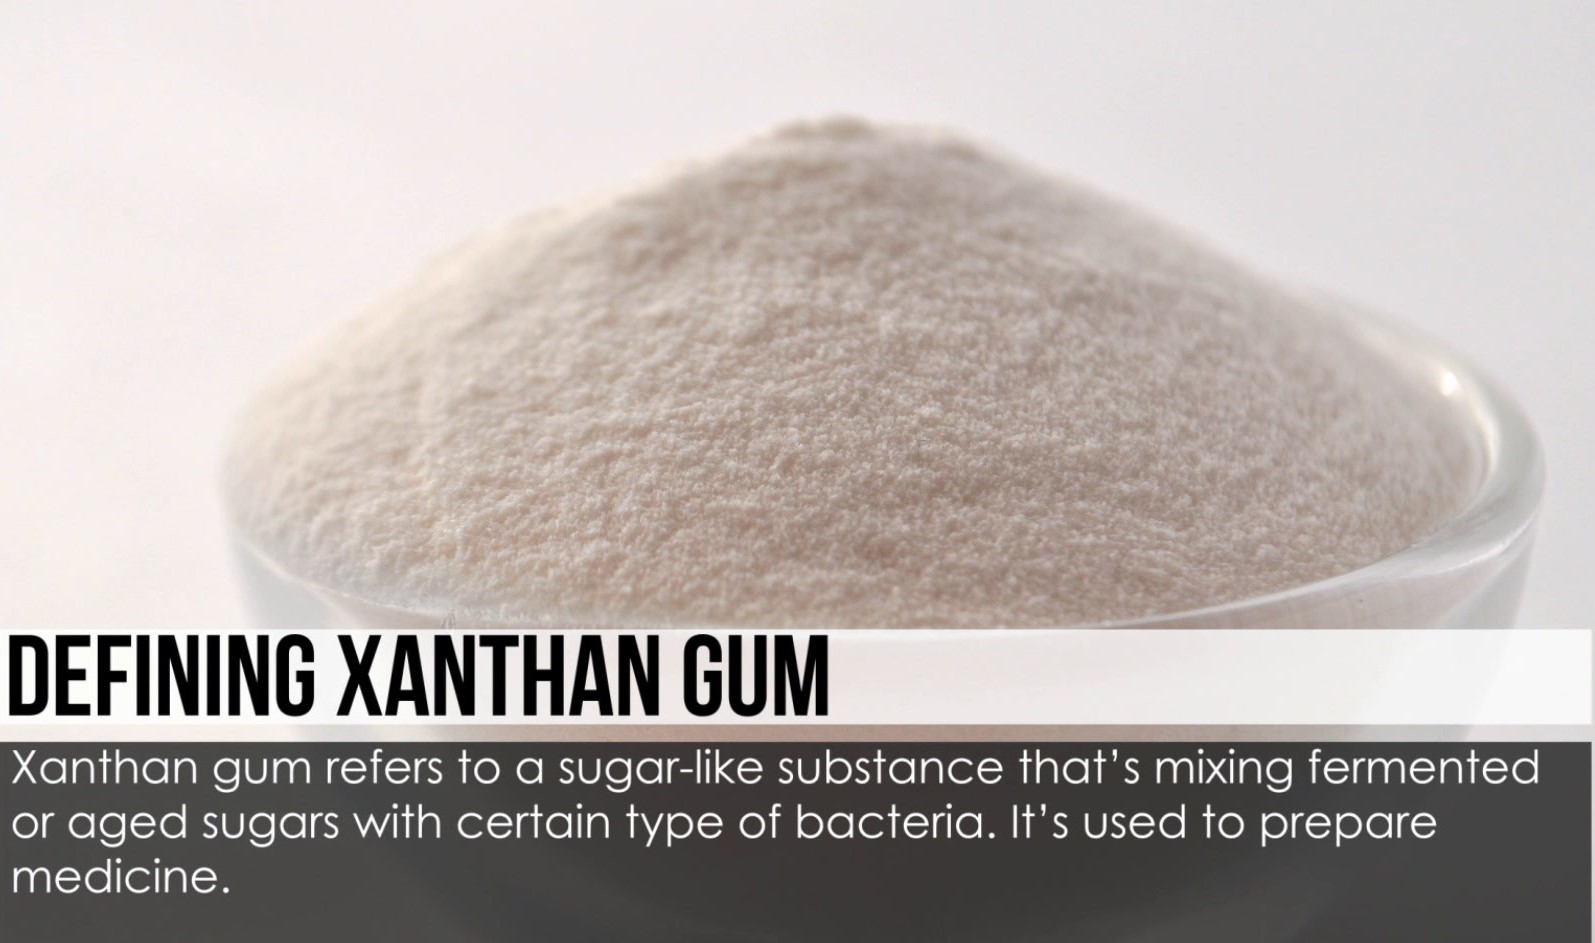 DEFINING XANTHAN GUM
Xanthan gum refers to a sugar-like substance that's mixing fermented
or aged sugars with certain type of bacteria. It's used to prepare
medicine.